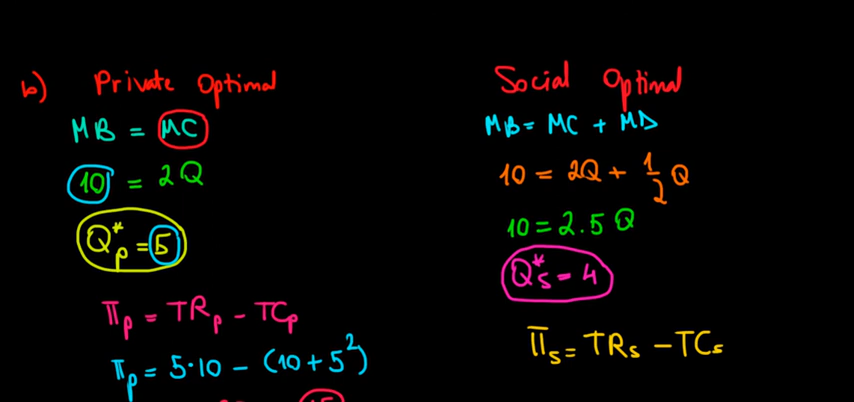 b) Private Optimal
MB = MC
10 = 2Q
Q*p = 5
πp = TRp - TCp
πp = 5·10 - (10+5²)
Social Optimal
MB = MC + MD
10 = 2Q + 1/2 Q
10 = 2.5 Q
Q*s = 4
πs = TRs - TCs